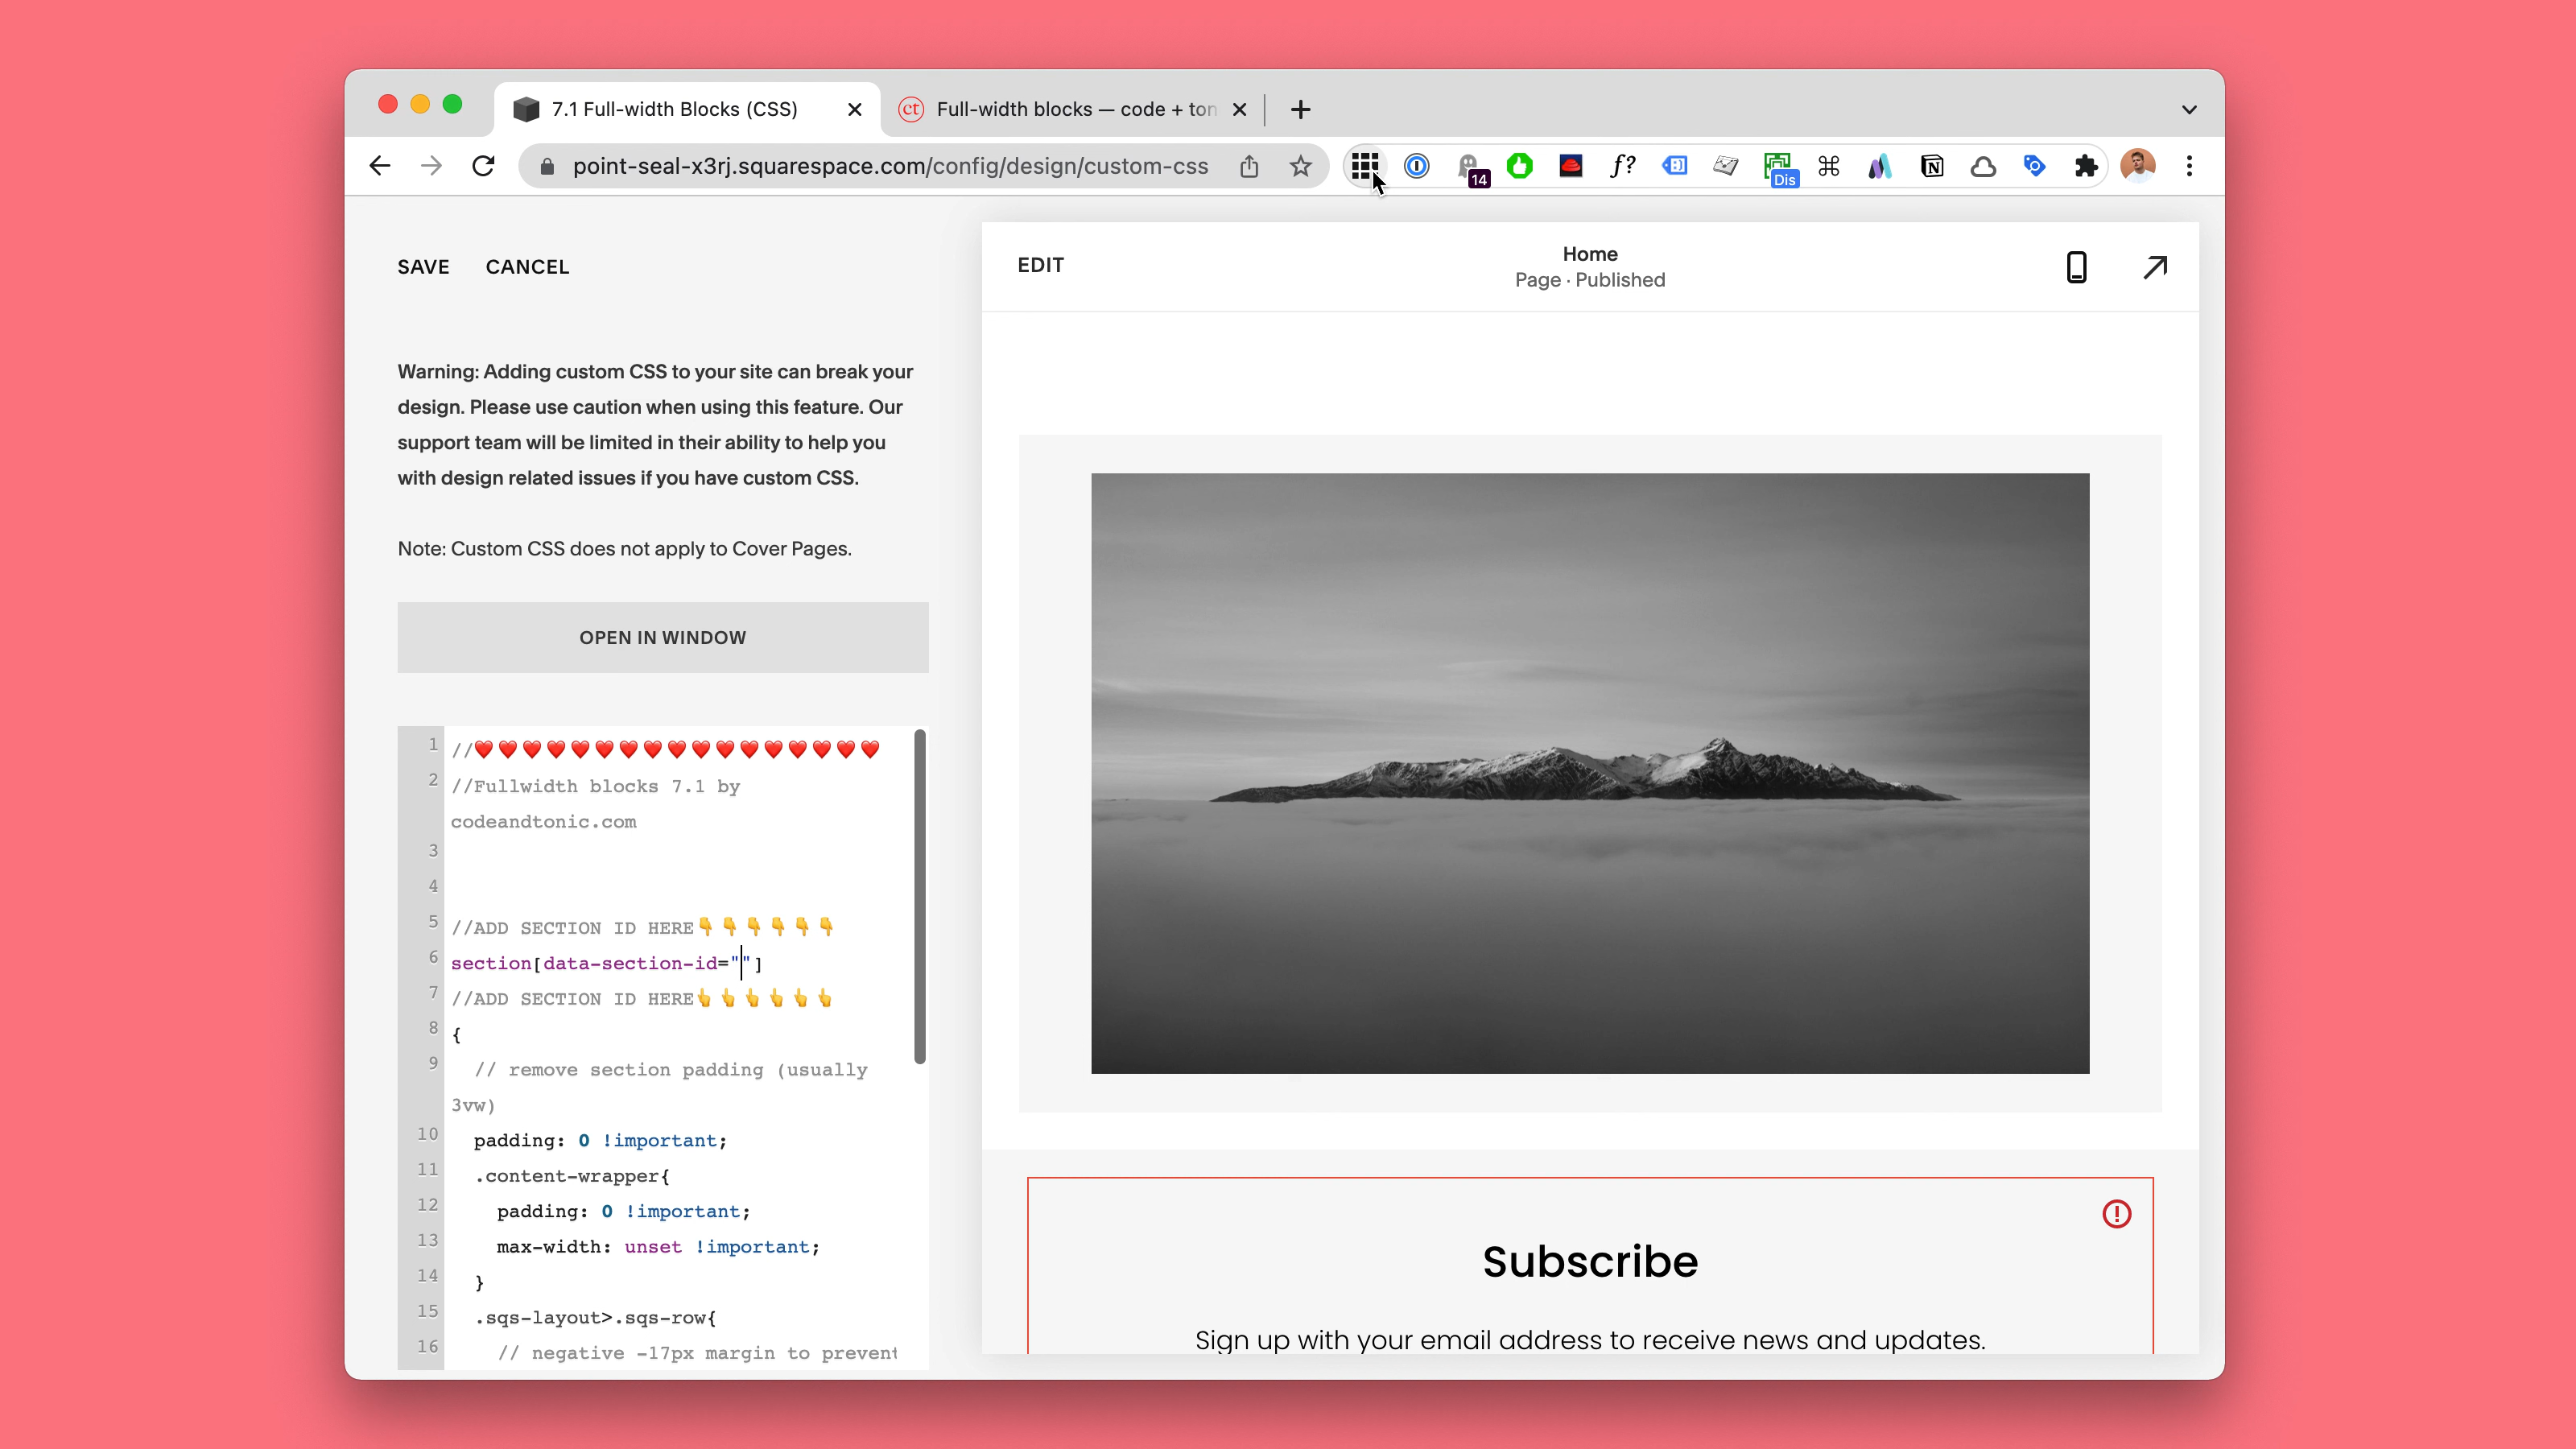 7.1 Full-width Blocks (CSS)
ct
Full-width blocks — code + ton
point-seal-x3rj.squarespace.com/config/design/custom-css
14
f?
Dis
N
SAVE CANCEL
Warning: Adding custom CSS to your site can break your
design. Please use caution when using this feature. Our
support team will be limited in their ability to help you
with design related issues if you have custom CSS.
Note: Custom CSS does not apply to Cover Pages.
OPEN IN WINDOW
1 //❤️❤️❤️❤️❤️❤️❤️❤️❤️❤️❤️❤️❤️❤️❤️❤️❤️
2 //Fullwidth blocks 7.1 by
codeandtonic.com
3
4
5 //ADD SECTION ID HERE👇👇👇👇👇👇
6 section[data-section-id=""]
7 //ADD SECTION ID HERE👆👆👆👆👆👆
8 {
9 // remove section padding (usually
3vw)
10 padding: 0 !important;
11 .content-wrapper{
12 padding: 0 !important;
13 max-width: unset !important;
14 }
15 .sqs-layout>.sqs-row{
16 // negative -17px margin to prevent
EDIT
Home
Page · Published
Subscribe
Sign up with your email address to receive news and updates.